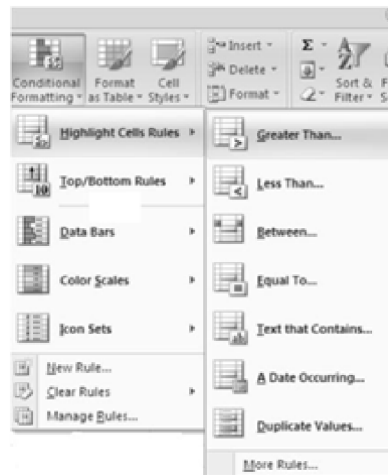 Insert
Delete
Format
Conditional
Formatting
Format
as Table
Cell
Styles
Sort &
Filter
Highlight Cells Rules
Top/Bottom Rules
Data Bars
Color Scales
Icon Sets
New Rule...
Clear Rules
Manage Rules...
Greater Than...
Less Than...
Between...
Equal To...
Text that Contains...
A Date Occurring...
Duplicate Values...
More Rules...